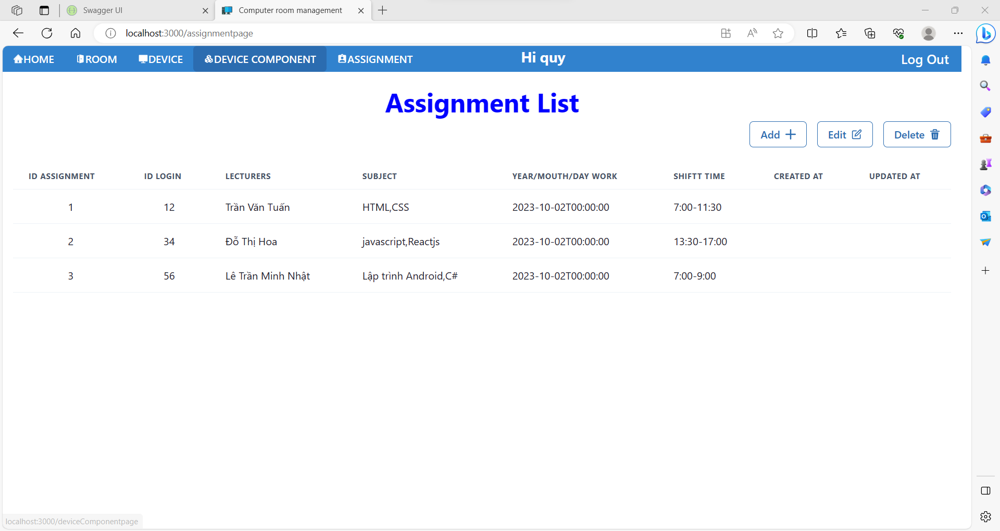 Swagger UI
Computer room management
localhost:3000/assignmentpage
HOME ROOM DEVICE DEVICE COMPONENT ASSIGNMENT Hi quy Log Out
Assignment List
Add Edit Delete
ID ASSIGNMENT ID LOGIN LECTURERS SUBJECT YEAR/MOUTH/DAY WORK SHIFTT TIME CREATED AT UPDATED AT
1 12 Trần Văn Tuấn HTML,CSS 2023-10-02T00:00:00 7:00-11:30
2 34 Đỗ Thị Hoa javascript,Reactjs 2023-10-02T00:00:00 13:30-17:00
3 56 Lê Trần Minh Nhật Lập trình Android,C# 2023-10-02T00:00:00 7:00-9:00
localhost:3000/deviceComponentpage